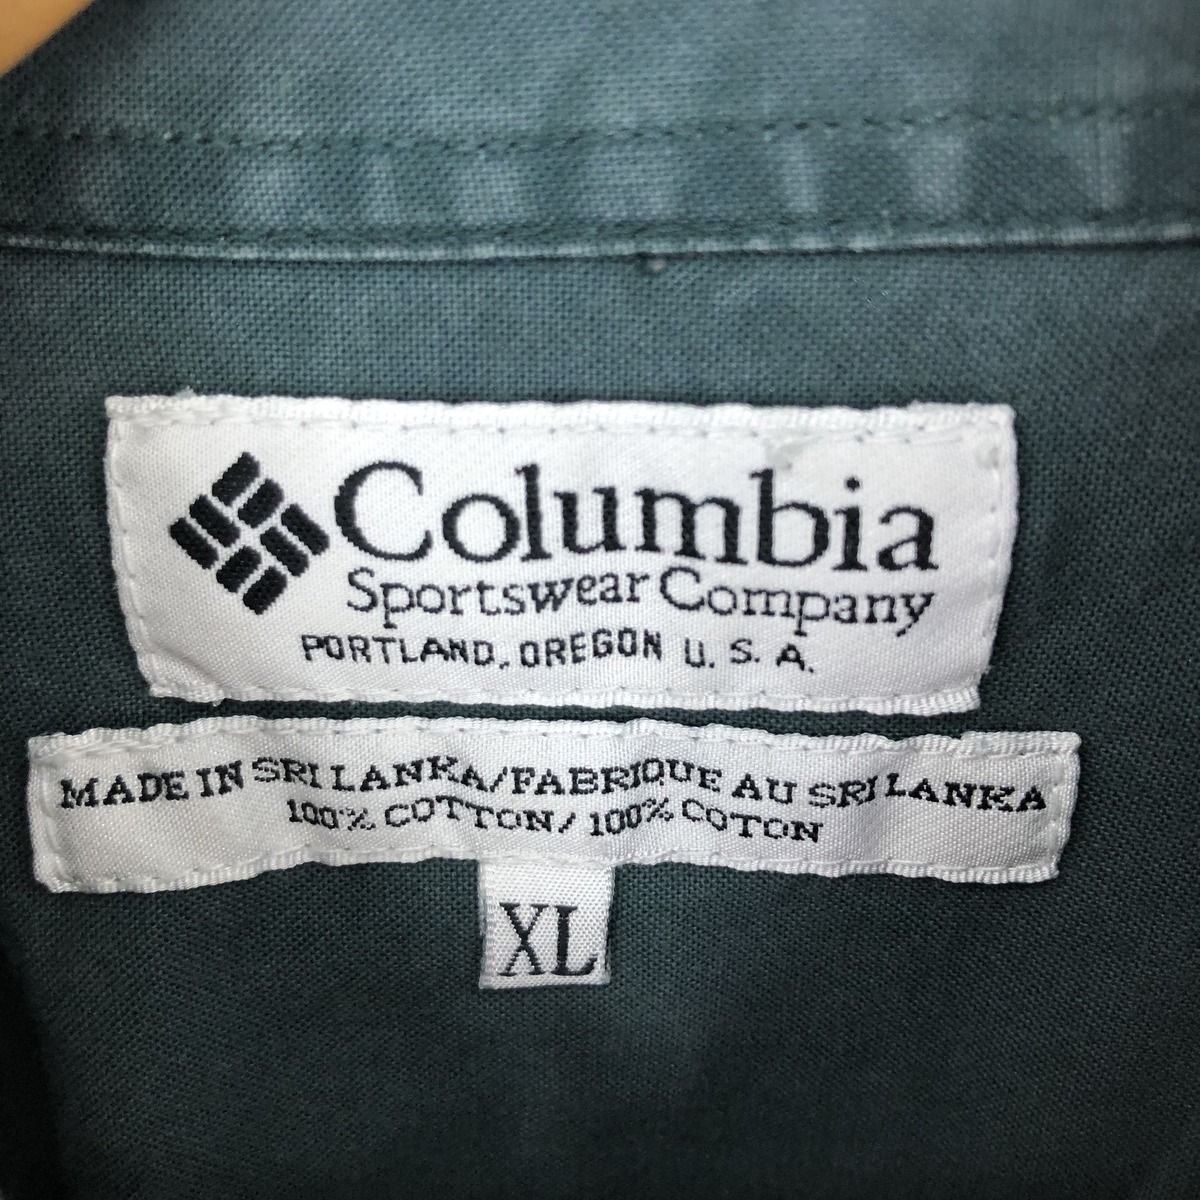 Columbia
Sportswear Company
PORTLAND, OREGON U. S. A.
MADE IN SRI LANKA/FABRIQUE AU SRI LANKA
100% COTTON/ 100% COTON
XL